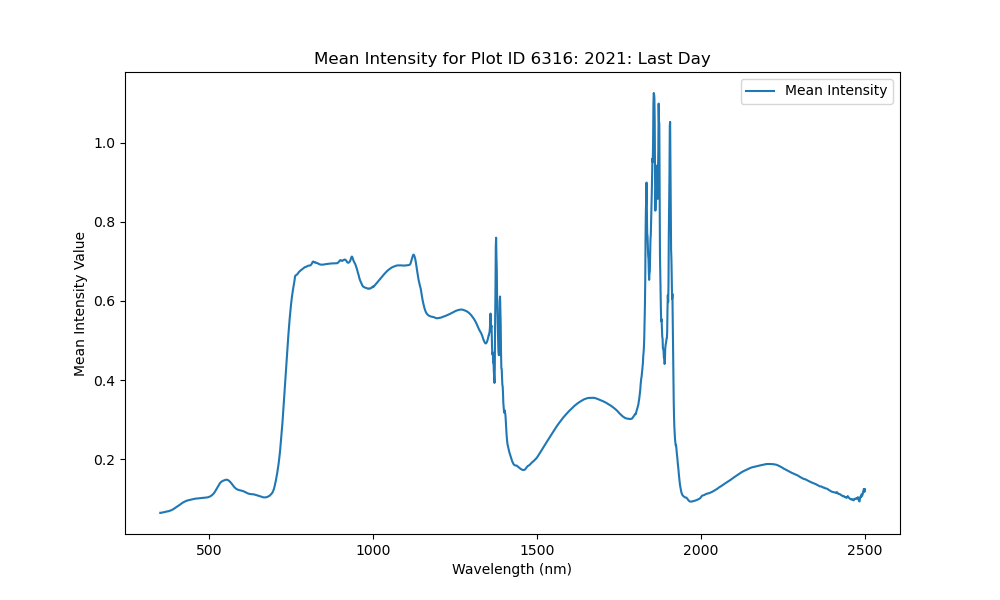 Mean Intensity for Plot ID 6316: 2021: Last Day
Mean Intensity
Mean Intensity Value
1.0
0.8
0.6
0.4
0.2
500 1000 1500 2000 2500
Wavelength (nm)